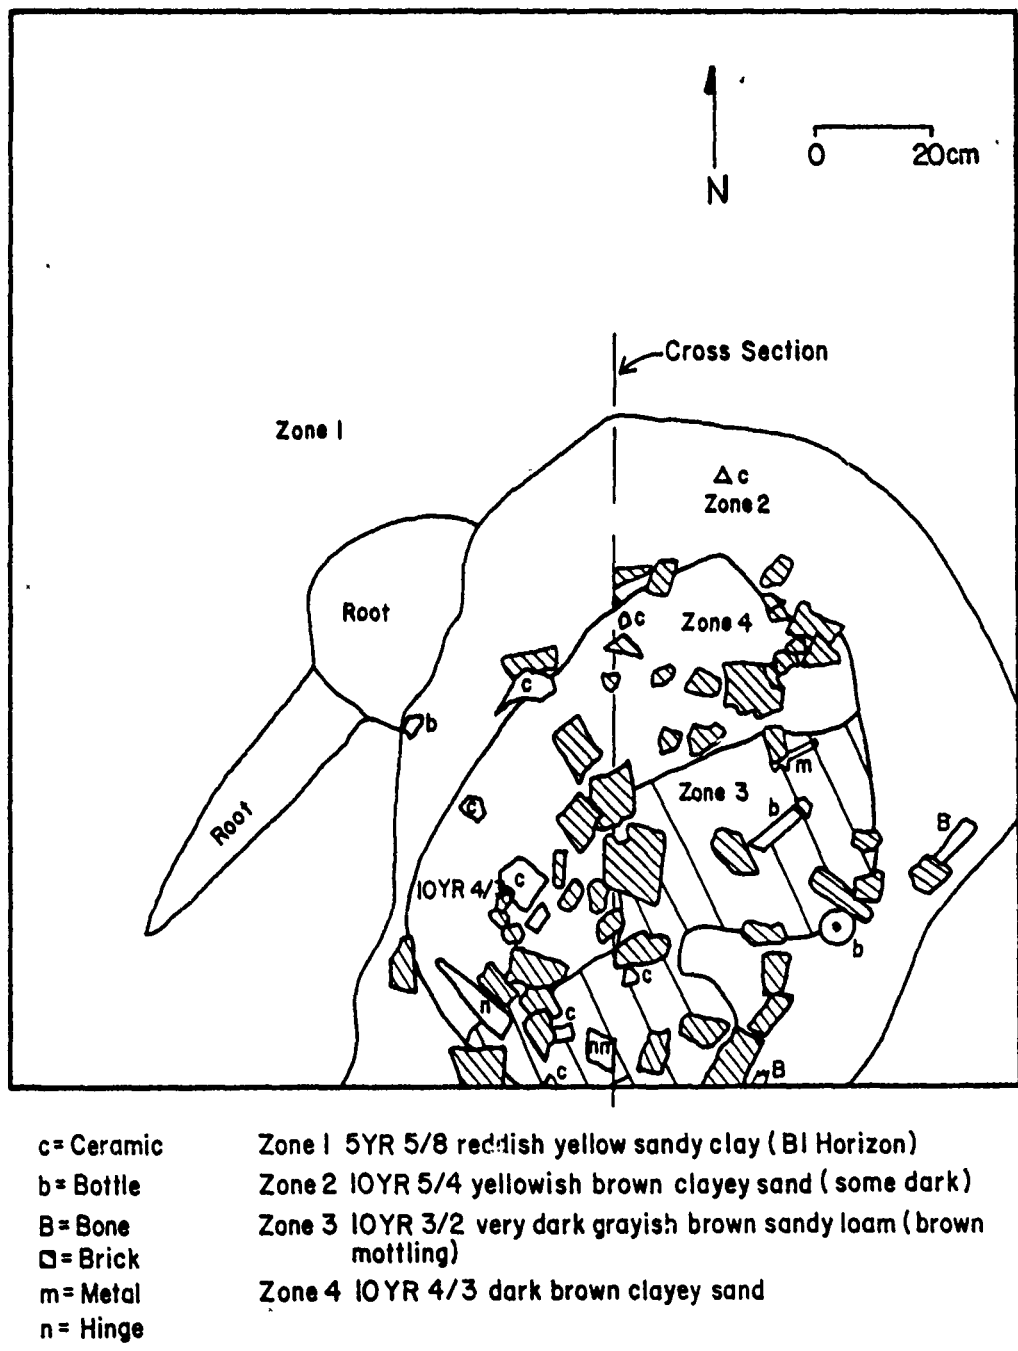 N
0 20cm
Cross Section
Zone 1
c
Zone 2
Root
c
Zone 4
c
b
m
Zone 3
b
c
Root
B
c
10YR 4/3
b
c
n
c
nm
c
B
c= Ceramic
b= Bottle
B= Bone
= Brick
m= Metal
n= Hinge
Zone 1 5YR 5/8 reddish yellow sandy clay (B1 Horizon)
Zone 2 10YR 5/4 yellowish brown clayey sand (some dark)
Zone 3 10YR 3/2 very dark grayish brown sandy loam (brown
mottling)
Zone 4 10YR 4/3 dark brown clayey sand